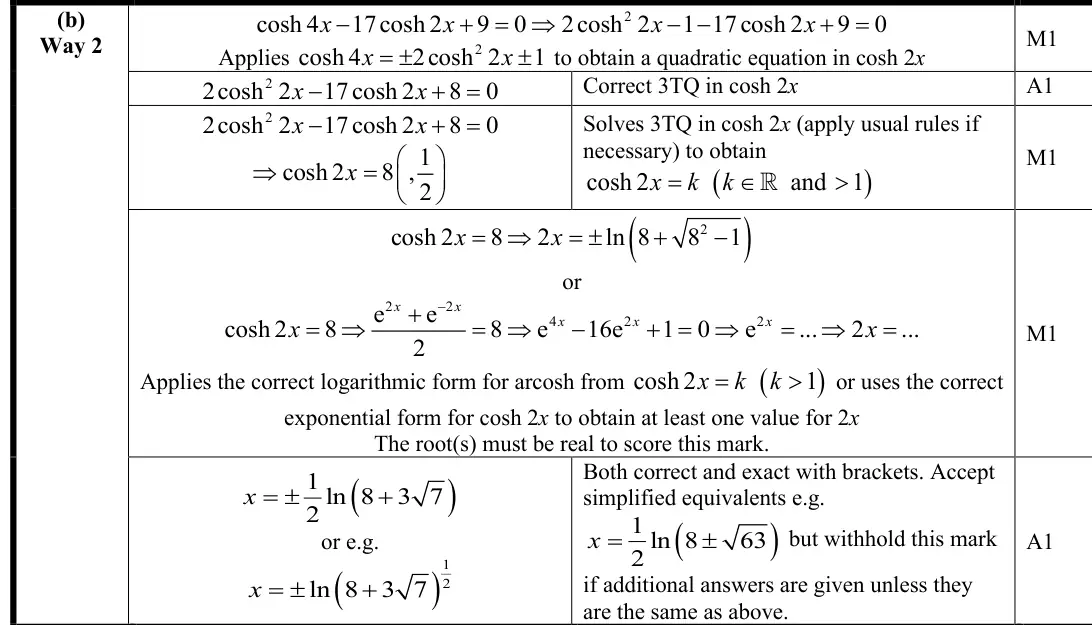 (b)
Way 2
cosh 4x − 17 cosh 2x + 9 = 0 ⇒ 2 cosh² 2x − 1 − 17 cosh 2x + 9 = 0
Applies cosh 4x = ±2 cosh² 2x ± 1 to obtain a quadratic equation in cosh 2x
M1
2 cosh² 2x − 17 cosh 2x + 8 = 0
Correct 3TQ in cosh 2x
A1
2 cosh² 2x − 17 cosh 2x + 8 = 0
⇒ cosh 2x = 8 (, 1/2)
Solves 3TQ in cosh 2x (apply usual rules if
necessary) to obtain
cosh 2x = k (k ∈ ℝ and > 1)
M1
cosh 2x = 8 ⇒ 2x = ± ln(8 + √(8² − 1))
or
cosh 2x = 8 ⇒ (e²ˣ + e⁻²ˣ)/2 = 8 ⇒ e⁴ˣ − 16e²ˣ + 1 = 0 ⇒ e²ˣ = ... ⇒ 2x = ...
Applies the correct logarithmic form for arcosh from cosh 2x = k (k > 1) or uses the correct
exponential form for cosh 2x to obtain at least one value for 2x
The root(s) must be real to score this mark.
M1
x = ± 1/2 ln(8 + 3√7)
or e.g.
x = ± ln(8 + 3√7)^(1/2)
Both correct and exact with brackets. Accept
simplified equivalents e.g.
x = 1/2 ln(8 ± √63) but withhold this mark
if additional answers are given unless they
are the same as above.
A1